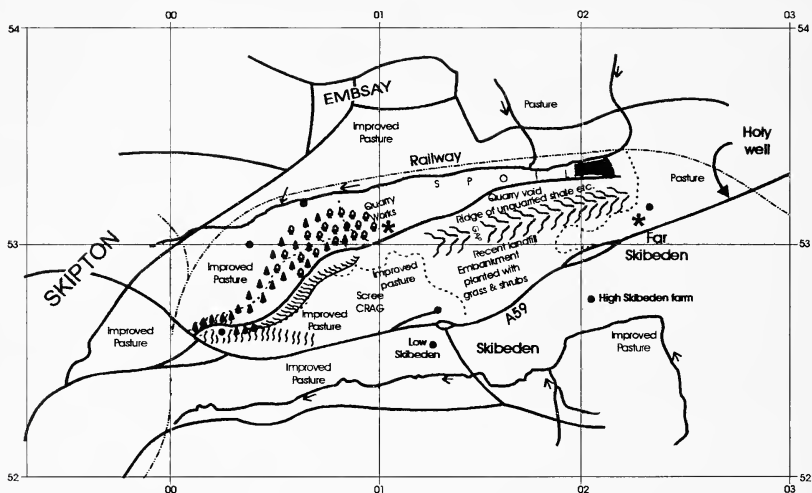 00
01
02
03
54
54
EMBSAY
Pasture
Improved
Pasture
Railway
Holy
well
S P O I L
Pasture
Quarry
works
Quarry void
Ridge of unquarried shale etc.
SKIPTON
53
53
Improved
Pasture
Improved
pasture
Recent landfill
Embankment
planted with
grass & shrubs
Far
Skibeden
Scree
CRAG
High Skibeden farm
A59
Improved
Pasture
Improved
Pasture
Low
Skibeden
Skibeden
Improved
Pasture
Improved
Pasture
52
52
00
01
02
03